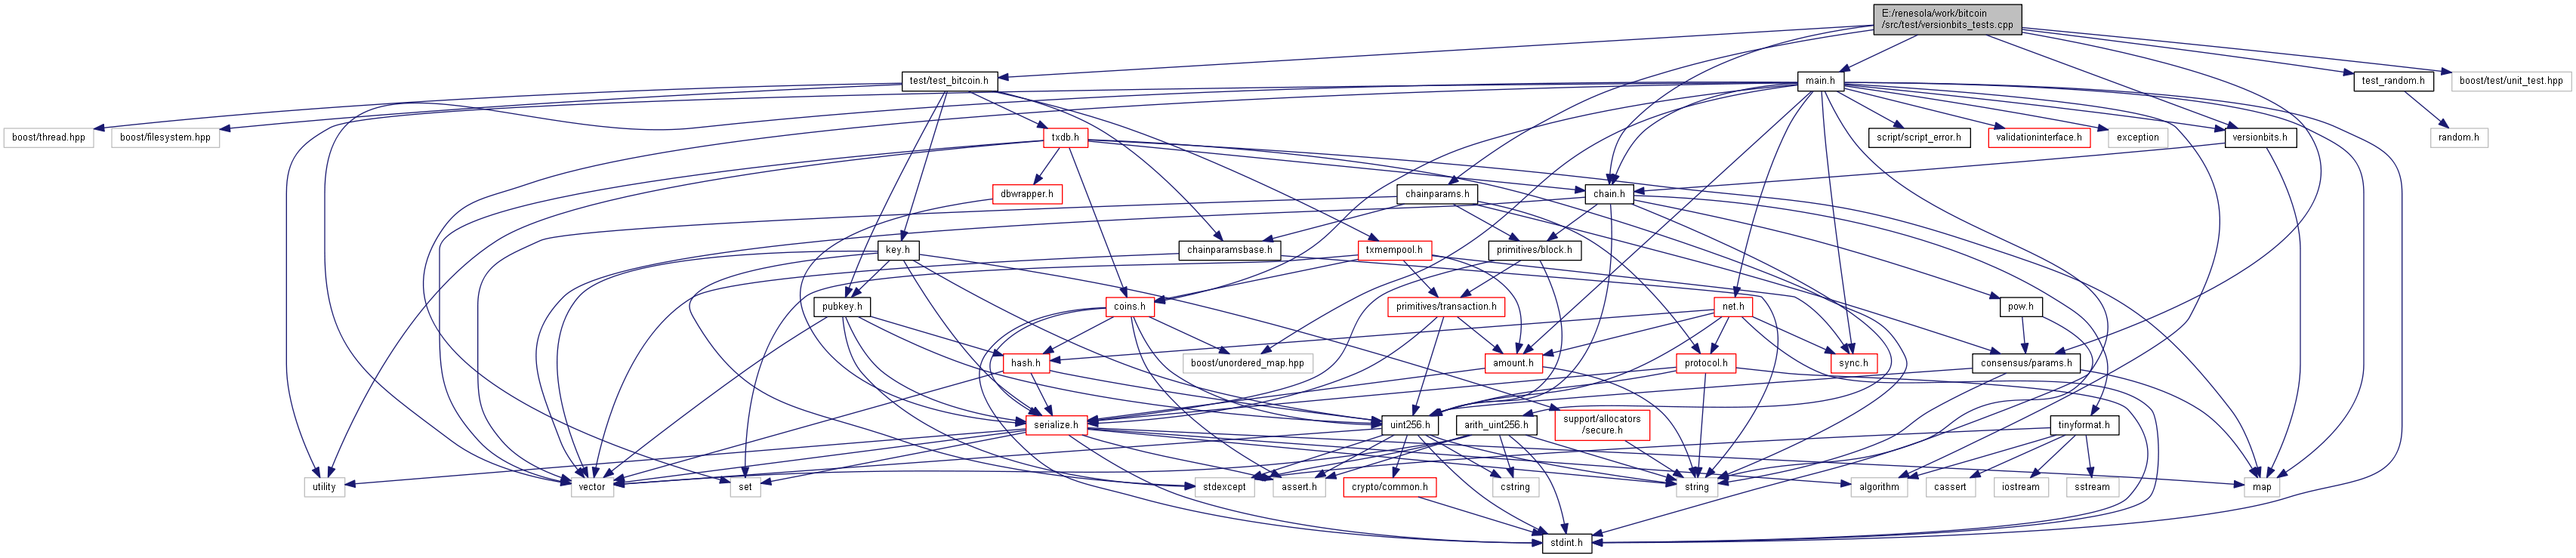 E:/renesola/work/bitcoin
/src/test/versionbits_tests.cpp
test/test_bitcoin.h
main.h
test_random.h
boost/test/unit_test.hpp
boost/thread.hpp
boost/filesystem.hpp
txdb.h
script/script_error.h
validationinterface.h
exception
versionbits.h
random.h
dbwrapper.h
chainparams.h
chain.h
key.h
chainparamsbase.h
txmempool.h
primitives/block.h
pubkey.h
coins.h
primitives/transaction.h
net.h
pow.h
hash.h
boost/unordered_map.hpp
amount.h
protocol.h
sync.h
consensus/params.h
serialize.h
uint256.h
arith_uint256.h
support/allocators
/secure.h
tinyformat.h
utility
vector
set
stdexcept
assert.h
crypto/common.h
cstring
string
algorithm
cassert
iostream
sstream
map
stdint.h